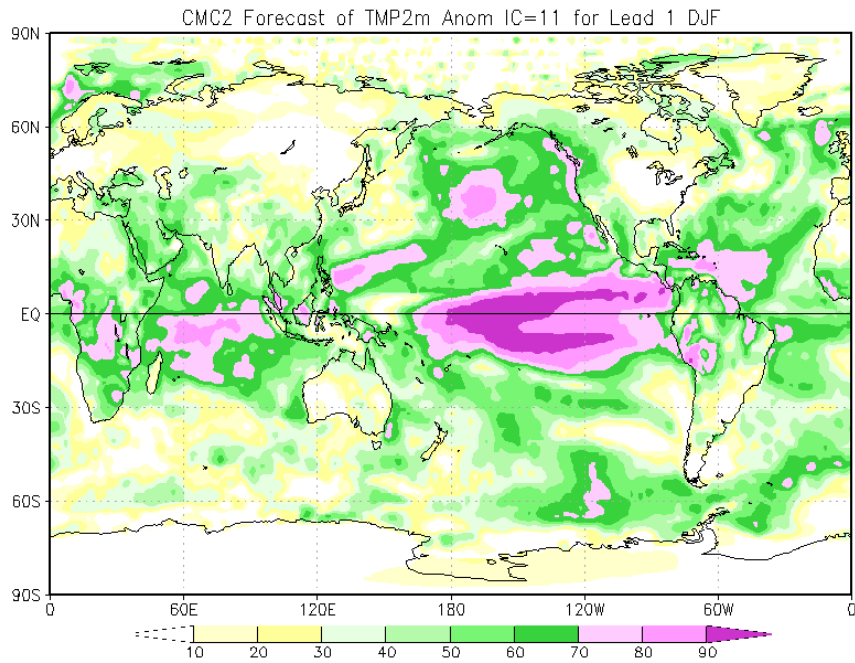 CMC2 Forecast of TMP2m Anom IC=11 for Lead 1 DJF
90N
60N
30N
EQ
30S
60S
90S
0 60E 120E 180 120W 60W 0
10 20 30 40 50 60 70 80 90